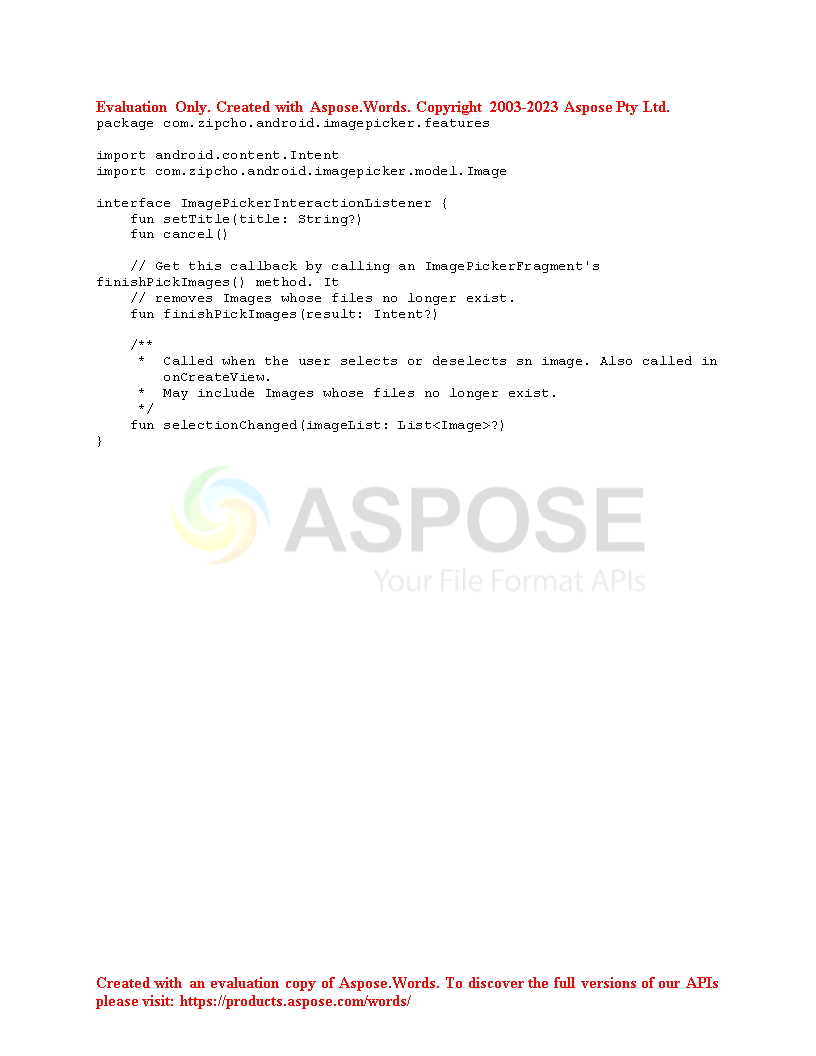 Evaluation Only. Created with Aspose.Words. Copyright 2003-2023 Aspose Pty Ltd.
package com.zipcho.android.imagepicker.features

import android.content.Intent
import com.zipcho.android.imagepicker.model.Image

interface ImagePickerInteractionListener {
    fun setTitle(title: String?)
    fun cancel()

    // Get this callback by calling an ImagePickerFragment's
finishPickImages() method. It
    // removes Images whose files no longer exist.
    fun finishPickImages(result: Intent?)

    /**
     *  Called when the user selects or deselects sn image. Also called in
        onCreateView.
     *  May include Images whose files no longer exist.
     */
    fun selectionChanged(imageList: List<Image>?)
}
ASPOSE
Your File Format APIs
Created with an evaluation copy of Aspose.Words. To discover the full versions of our APIs
please visit: https://products.aspose.com/words/